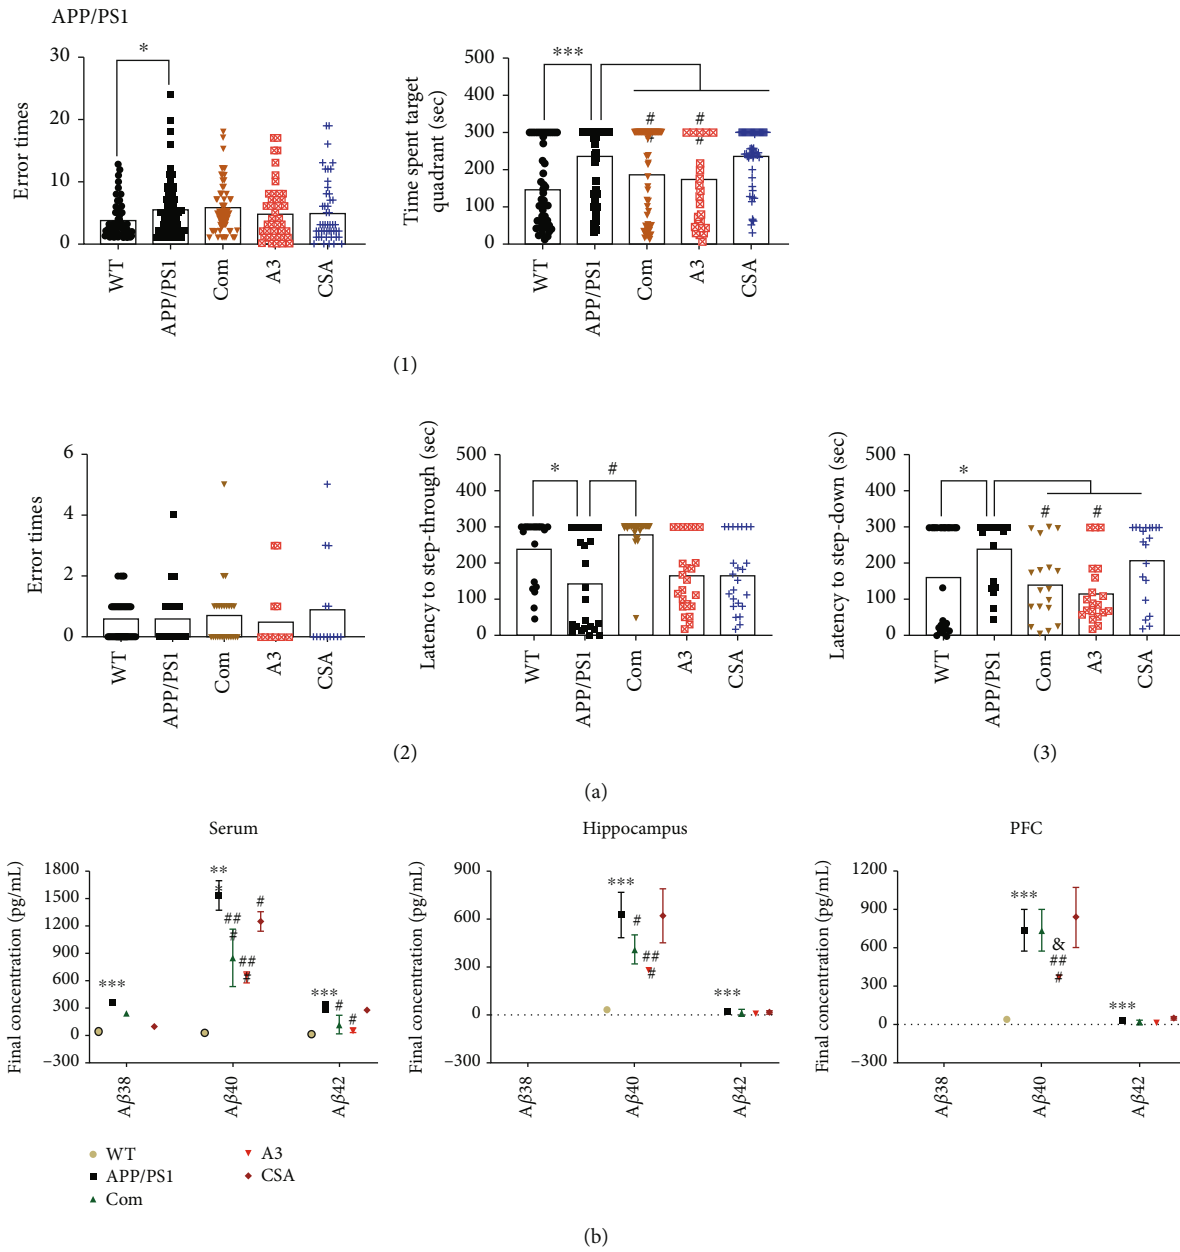 APP/PS1
Error times
30
20
10
0
*
WT
APP/PS1
Com
A3
CSA
Time spent target
quadrant (sec)
500
400
300
200
100
0
***
#
#
#
#
WT
APP/PS1
Com
A3
CSA
(1)
Error times
6
4
2
0
WT
APP/PS1
Com
A3
CSA
Latency to step-through (sec)
500
400
300
200
100
0
*
#
WT
APP/PS1
Com
A3
CSA
(2)
Latency to step-down (sec)
500
400
300
200
100
0
*
#
#
WT
APP/PS1
Com
A3
CSA
(3)
(a)
Serum
Final concentration (pg/mL)
1800
1500
1200
900
600
300
0
−300
***
**
*
##
#
##
#
#
***
#
#
Aβ38
Aβ40
Aβ42
Hippocampus
Final concentration (pg/mL)
900
600
300
0
−300
***
#
##
#
***
Aβ38
Aβ40
Aβ42
PFC
Final concentration (pg/mL)
1200
900
600
300
0
−300
***
&
##
#
***
Aβ38
Aβ40
Aβ42
WT
APP/PS1
Com
A3
CSA
(b)